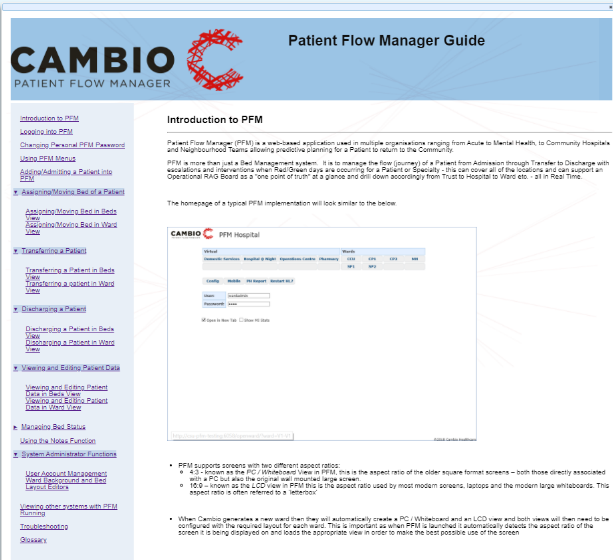 CAMBIO
PATIENT FLOW MANAGER
Patient Flow Manager Guide
Introduction to PFM
Logging into PFM
Changing Personal PFM Password
Using PFM Menus
Adding/Admitting a Patient into
PFM
Assigning/Moving Bed of a Patient
Assigning/Moving Bed in Beds
View
Assigning/Moving Bed in Ward
View
Transferring a Patient
Transferring a Patient in Beds
View
Transferring a patient in Ward
View
Discharging a Patient
Discharging a Patient in Beds
View
Discharging a Patient in Ward
View
Viewing and Editing Patient Data
Viewing and Editing Patient
Data in Beds View
Viewing and Editing Patient
Data in Ward View
Managing Bed Status
Using the Notes Function
System Administrator Functions
User Account Management
Ward Background and Bed
Layout Editors
Viewing other systems with PFM
Running
Troubleshooting
Glossary
Introduction to PFM
Patient Flow Manager (PFM) is a web-based application used in multiple organisations ranging from Acute to Mental Health, to Community Hospitals
and Neighbourhood Teams allowing predictive planning for a Patient to return to the Community.
PFM is more than just a Bed Management system. It is to manage the flow (journey) of a Patient from Admission through Transfer to Discharge with
escalations and interventions when Red/Green days are occurring for a Patient or Specialty - this can cover all of the locations and can support an
Operational RAG Board as a "one point of truth" at a glance and drill down accordingly from Trust to Hospital to Ward etc. - all in Real Time.
The homepage of a typical PFM implementation will look similar to the below.
CAMBIO PFM Hospital
Virtual Wards
Domestic Services Hospital @ Night Operations Centre Pharmacy CCU
Config Mobile PH Report Restart HL7
User:
Password:
Open in New Tab Show Stats
©2018 Cambio Healthcare
• PFM supports screens with two different aspect ratios:
o 4:3 - known as the PC / Whiteboard View in PFM, this is the aspect ratio of the older square format screens – both those directly associated
with a PC but also the original wall mounted large screens.
o 16:9 – known as the LCD view in PFM this is the aspect ratio used by most modern screens, laptops and the modern large whiteboards. This
aspect ratio is often referred to a 'letterbox'
• When Cambio generates a new ward then they will automatically create a PC / Whiteboard and an LCD view and both views will then need to be
configured with the required layout for each ward. This is important as when PFM is launched it automatically detects the aspect ratio of the
screen it is being displayed on and loads the appropriate view in order to make the best possible use of the screen